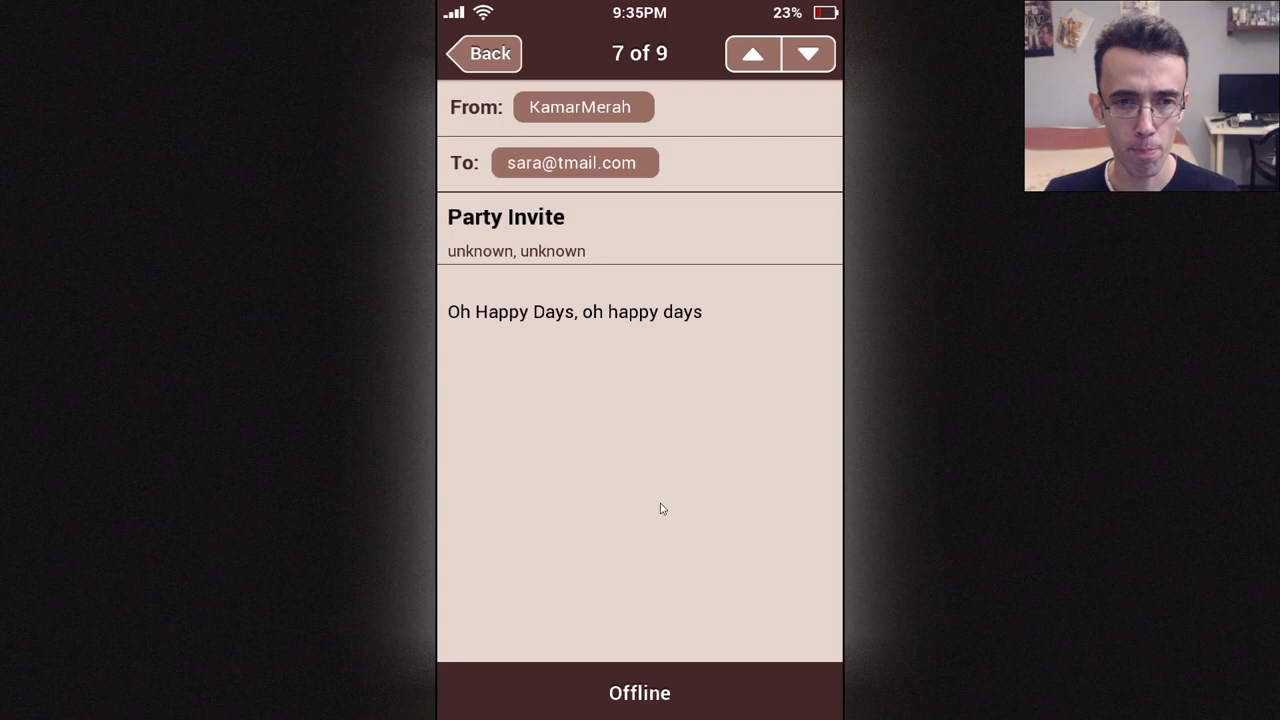 9:35PM 23%
Back 7 of 9
From: KamarMerah
To: sara@tmail.com
Party Invite
unknown, unknown
Oh Happy Days, oh happy days
Offline